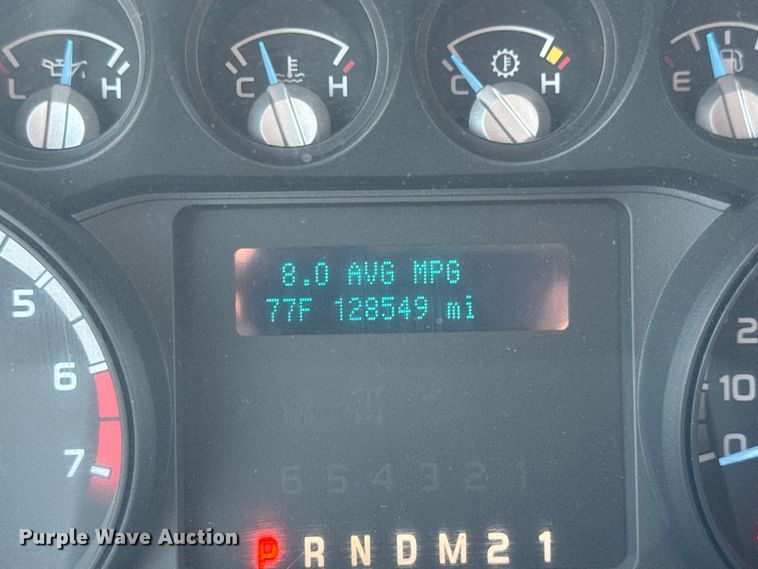 L H C H C H E
8.0 AVG MPG
77F 128549 mi
5
6
7
2
10
0
6 5 4 3 2 1
P R N D M 2 1
Purple Wave Auction